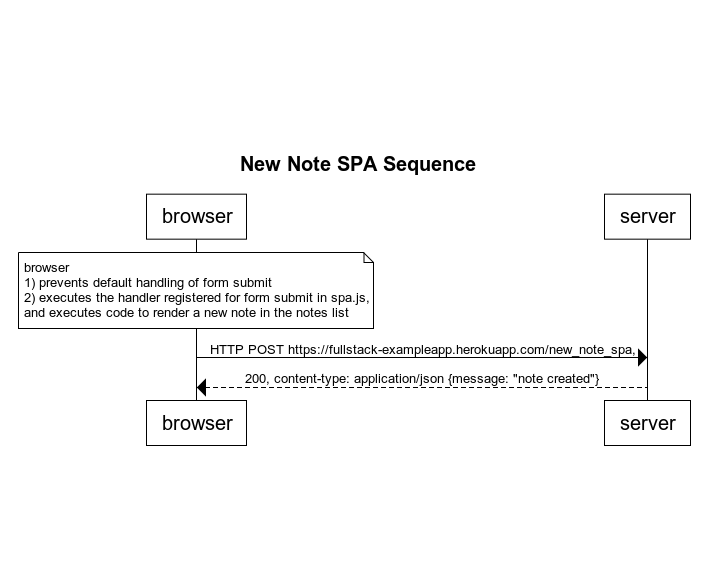 New Note SPA Sequence
browser
server
browser
1) prevents default handling of form submit
2) executes the handler registered for form submit in spa.js,
and executes code to render a new note in the notes list
HTTP POST https://fullstack-exampleapp.herokuapp.com/new_note_spa,
200, content-type: application/json {message: "note created"}
browser
server